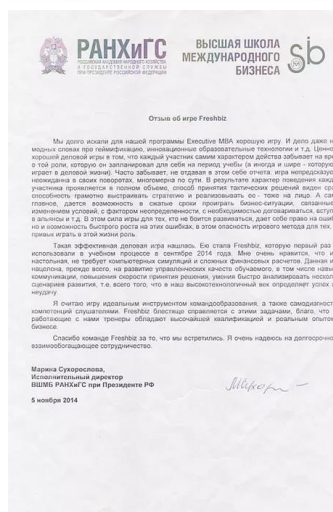 РАНХиГС
РОССИЙСКАЯ АКАДЕМИЯ НАРОДНОГО ХОЗЯЙСТВА
И ГОСУДАРСТВЕННОЙ СЛУЖБЫ
ПРИ ПРЕЗИДЕНТЕ РОССИЙСКОЙ ФЕДЕРАЦИИ
ВЫСШАЯ ШКОЛА
МЕЖДУНАРОДНОГО
БИЗНЕСА
Отзыв об игре Freshbiz
Мы долго искали для нашей программы Executive MBA хорошую игру. И дело даже н
модных слевах про геймификацию, инновационные образовательные технологии и т.д. Ценно
хорошей деловой игры в том, что каждый участник самим характером действа забывает на вре
о той роли, которую он запланировал для себя на период учебы (а иногда и шире - котору
играет в деловой жизни). Часто забывает, не отдавая в этом себе отчета: игра непредсказуе
неожиданна в своих поворотах, многомерна по сути. В результате характер поведения кажд
участника проявляется в полном объеме, способ принятия тактических решений виден сра
способность грамотно выстраивать стратегию и реализовывать ее - тоже на лицо. А сам
главное, дается возможность в сжатые сроки проиграть бизнес-ситуации, связанные
изменением условий, с фактором неопределенности, с необходимостью договариваться, вступ
в альянсы и т.д. В этом сила игры для тех, кто не боится развиваться, дает себе право на ошиб
но и возможность быстрого роста на этих ошибках, в этом опасность игрового метода для тех,
привык играть в этой жизни роль.
Такая эффективная деловая игра нашлась. Ею стала Freshbiz, которую первый раз
использовали в учебном процессе в сентябре 2014 года. Мне очень нравится, что и
настольная, не требует компьютерных симуляций и сложных финансовых расчетов. Данная и
нацелена, прежде всего, на развитие управленческих качеств обучаемого, в том числе навы
коммуникации, повышения скорости принятия решения, умения быстро анализировать нескол
сценариев развития, т.е. всего того, что в наш высокотехнологичный век определяет успех и
неудачу.
Я считаю игру идеальным инструментом командообразования, а также самодиагност
компетенций слушателями. Freshbiz блестяще справляется с этими задачами, благо, что
работающие с нами тренеры обладают высочайшей квалификацией и реальным опыто
бизнесе.
Спасибо команде Freshbiz за то, что мы встретились. Я очень надеюсь на долгосрочно
взаимообогащающее сотрудничество.
Марина Сухорослова,
Исполнительный директор
ВШМБ РАНХиГС при Президенте РФ
5 ноября 2014